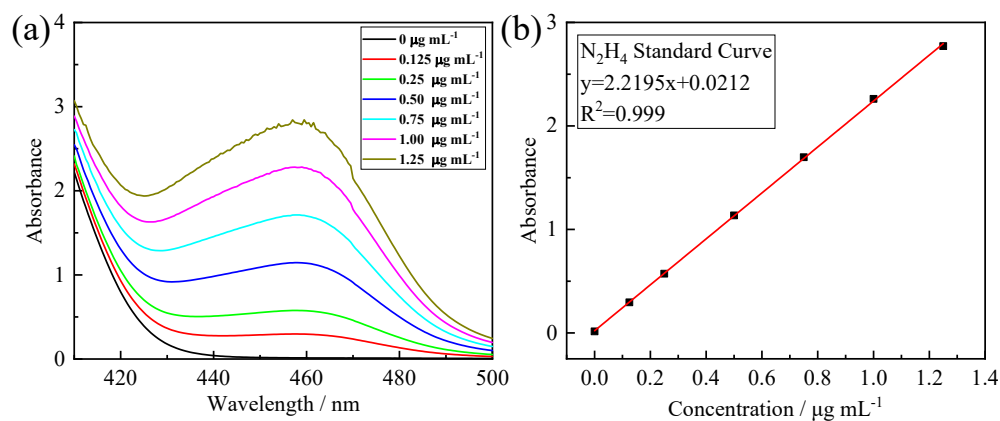 (a)
4
3
2
1
0
Absorbance
420
440
460
480
500
Wavelength / nm
0 μg mL⁻¹
0.125 μg mL⁻¹
0.25 μg mL⁻¹
0.50 μg mL⁻¹
0.75 μg mL⁻¹
1.00 μg mL⁻¹
1.25 μg mL⁻¹
(b)
3
2
1
0
Absorbance
N₂H₄ Standard Curve
y=2.2195x+0.0212
R²=0.999
0.0
0.2
0.4
0.6
0.8
1.0
1.2
1.4
Concentration / μg mL⁻¹